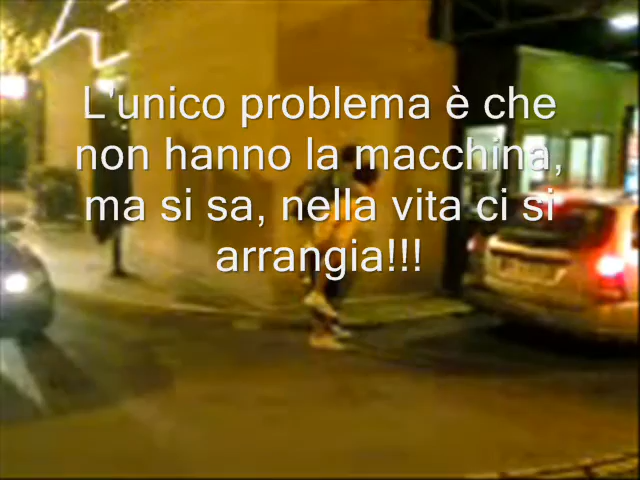 L'unico problema è che
non hanno la macchina,
ma si sa, nella vita ci si
arrangia!!!